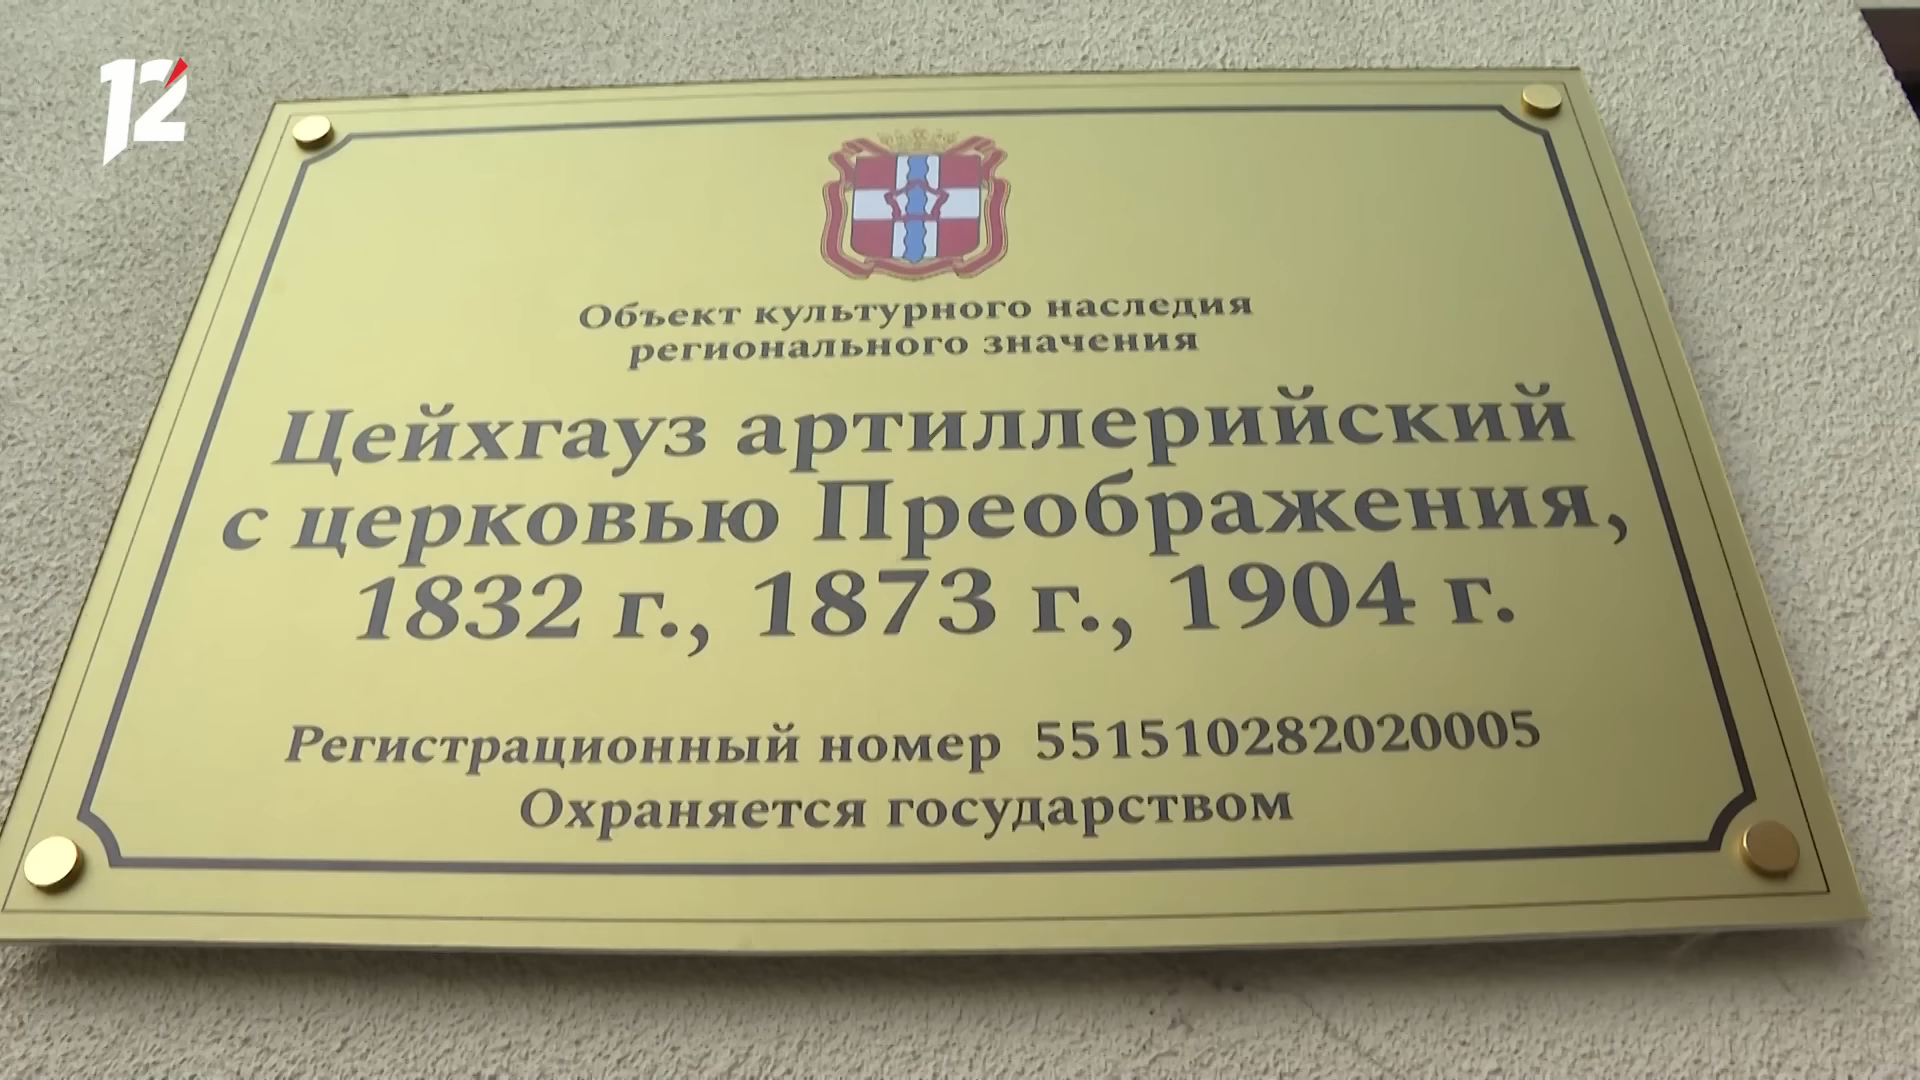 12
Объект культурного наследия
регионального значения
Цейхгауз артиллерийский
с церковью Преображения,
1832 г., 1873 г., 1904 г.
Регистрационный номер 551510282020005
Охраняется государством